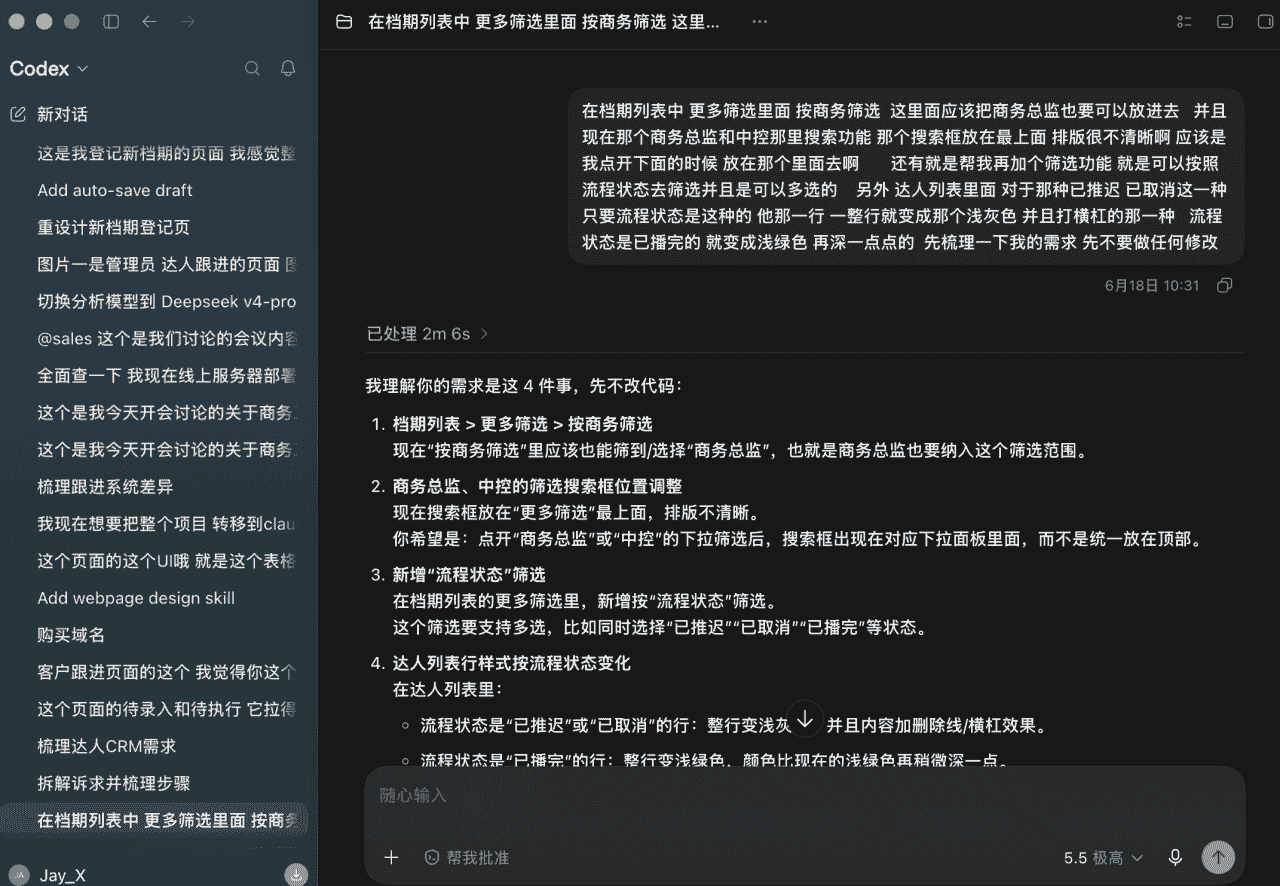 在档期列表中 更多筛选里面 按商务筛选 这里...
Codex
新对话
这是我登记新档期的页面 我感觉整
Add auto-save draft
重设计新档期登记页
图片一是管理员 达人跟进的页面 图
切换分析模型到 Deepseek v4-pro
@sales 这个是我们讨论的会议内容
全面查一下 我现在线上服务器部署
这个是我今天开会讨论的关于商务
这个是我今天开会讨论的关于商务
梳理跟进系统差异
我现在想要把整个项目 转移到clau
这个页面的这个UI哦 就是这个表格
Add webpage design skill
购买域名
客户跟进页面的这个 我觉得你这个
这个页面的待录入和待执行 它拉得
梳理达人CRM需求
拆解诉求并梳理步骤
在档期列表中 更多筛选里面 按商务
JA
Jay_X
在档期列表中 更多筛选里面 按商务筛选 这里面应该把商务总监也要可以放进去 并且
现在那个商务总监和中控那里搜索功能 那个搜索框放在最上面 排版很不清晰啊 应该是
我点开下面的时候 放在那个里面去啊 还有就是帮我再加个筛选功能 就是可以按照
流程状态去筛选并且是可以多选的 另外 达人列表里面 对于那种已推迟 已取消这一种
只要流程状态是这种的 他那一行 一整行就变成那个浅灰色 并且打横杠的那一种 流程
状态是已播完的 就变成浅绿色 再深一点点的 先梳理一下我的需求 先不要做任何修改
6月18日 10:31
已处理 2m 6s
我理解你的需求是这 4 件事，先不改代码：
1. 档期列表 > 更多筛选 > 按商务筛选
现在“按商务筛选”里应该也能筛到/选择“商务总监”，也就是商务总监也要纳入这个筛选范围。
2. 商务总监、中控的筛选搜索框位置调整
现在搜索框放在“更多筛选”最上面，排版不清晰。
你希望是：点开“商务总监”或“中控”的下拉筛选后，搜索框出现在对应下拉面板里面，而不是统一放在顶部。
3. 新增“流程状态”筛选
在档期列表的更多筛选里，新增按“流程状态”筛选。
这个筛选要支持多选，比如同时选择“已推迟”“已取消”“已播完”等状态。
4. 达人列表行样式按流程状态变化
在达人列表里：
流程状态是“已推迟”或“已取消”的行：整行变浅灰 并且内容加删除线/横杠效果。
流程状态是“已播完”的行：整行变浅绿色，颜色比现在的浅绿色再稍微深一点。
随心输入
帮我批准
5.5 极高